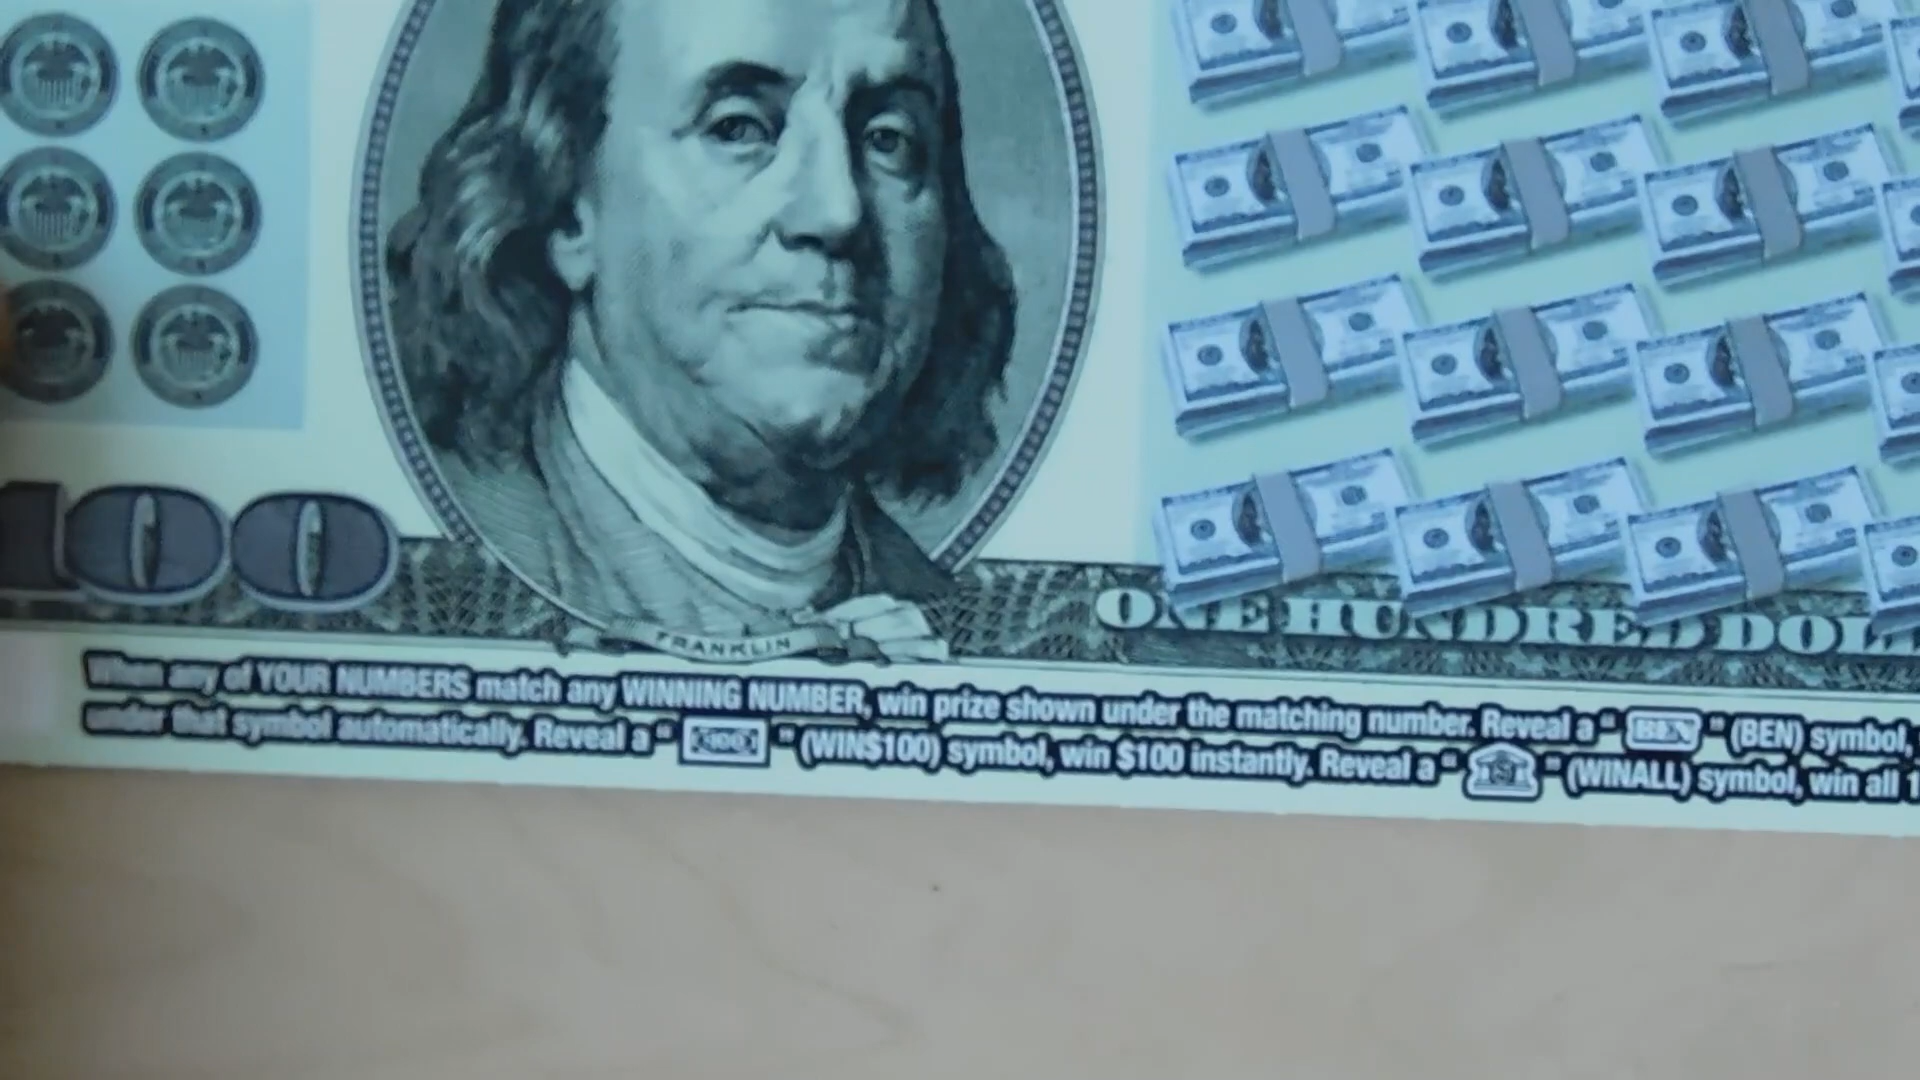 100
FRANKLIN
ONE HUNDRED DOL
When any of YOUR NUMBERS match any WINNING NUMBER, win prize shown under the matching number. Reveal a " BEN " (BEN) symbol,
under that symbol automatically. Reveal a " 100 " (WIN$100) symbol, win $100 instantly. Reveal a " $ " (WINALL) symbol, win all 1